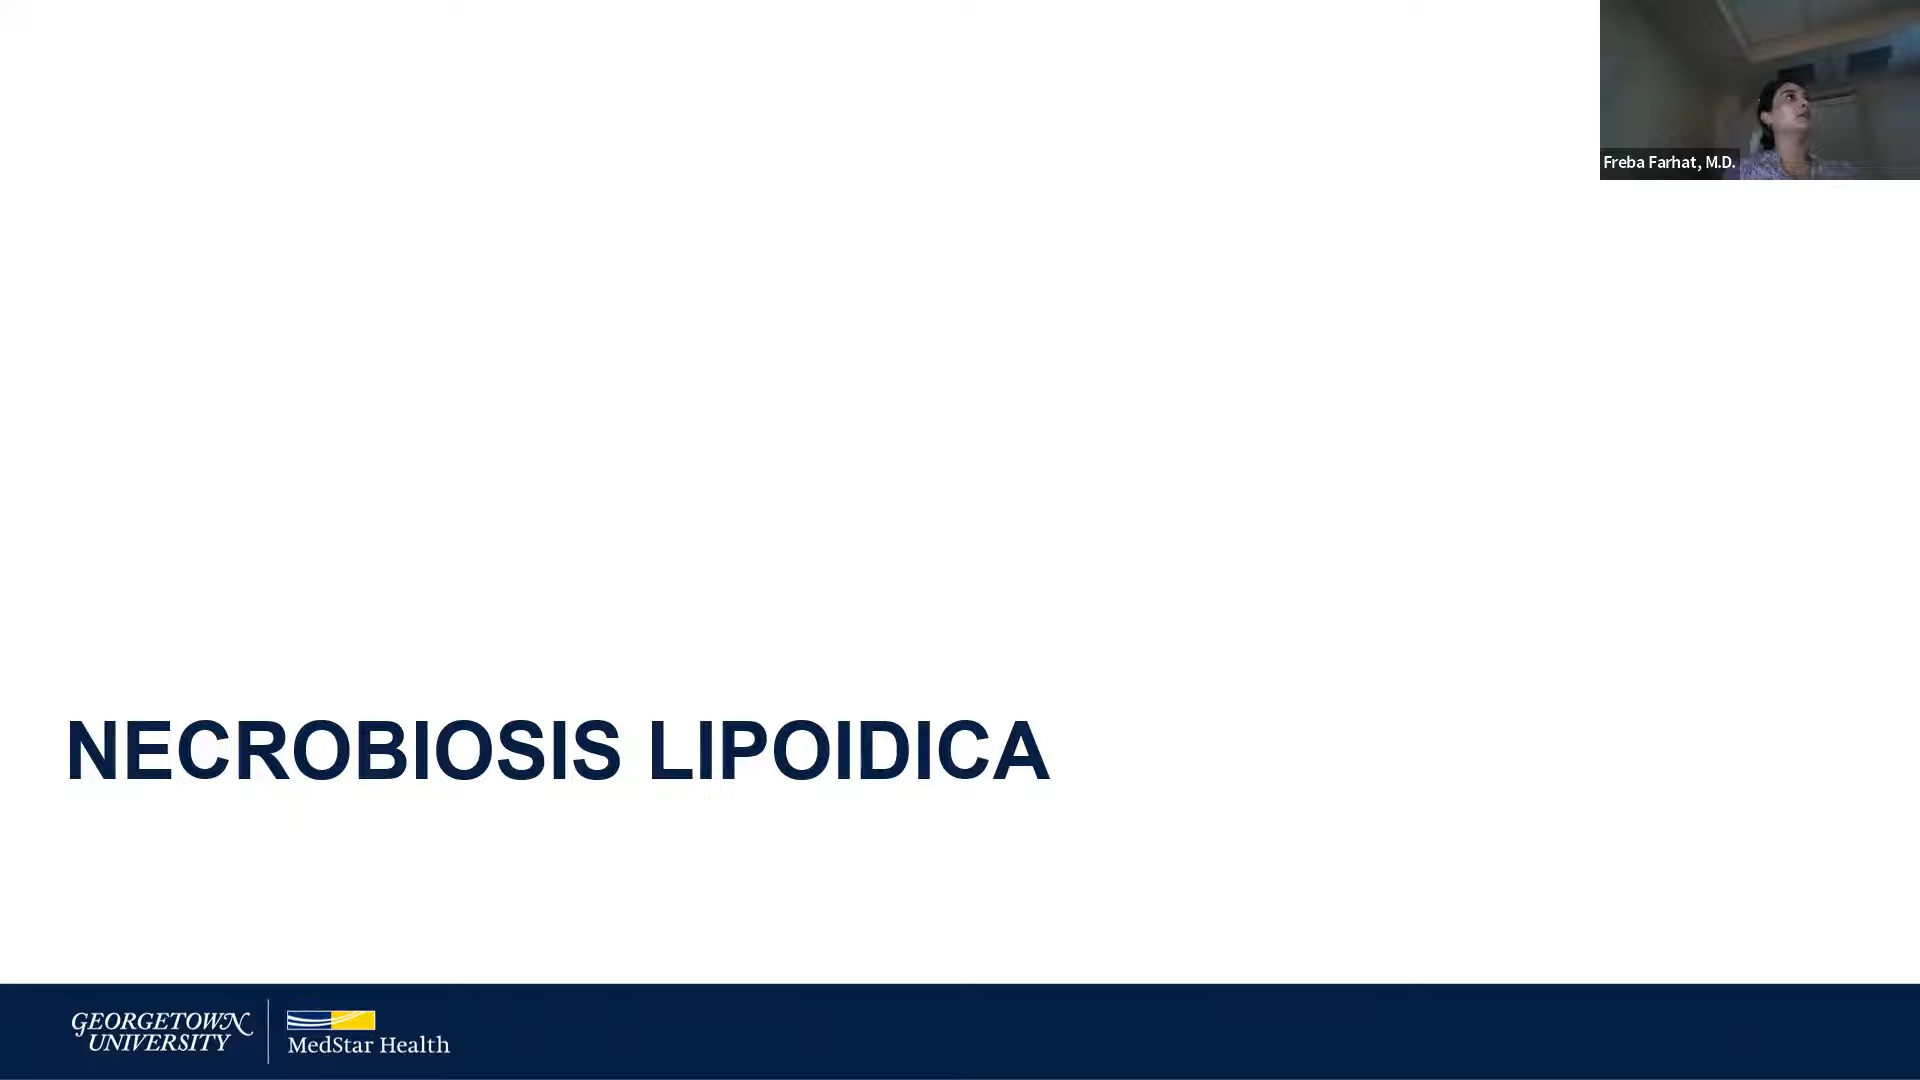 Freba Farhat, M.D.
NECROBIOSIS LIPOIDICA
GEORGETOWN
UNIVERSITY
MedStar Health